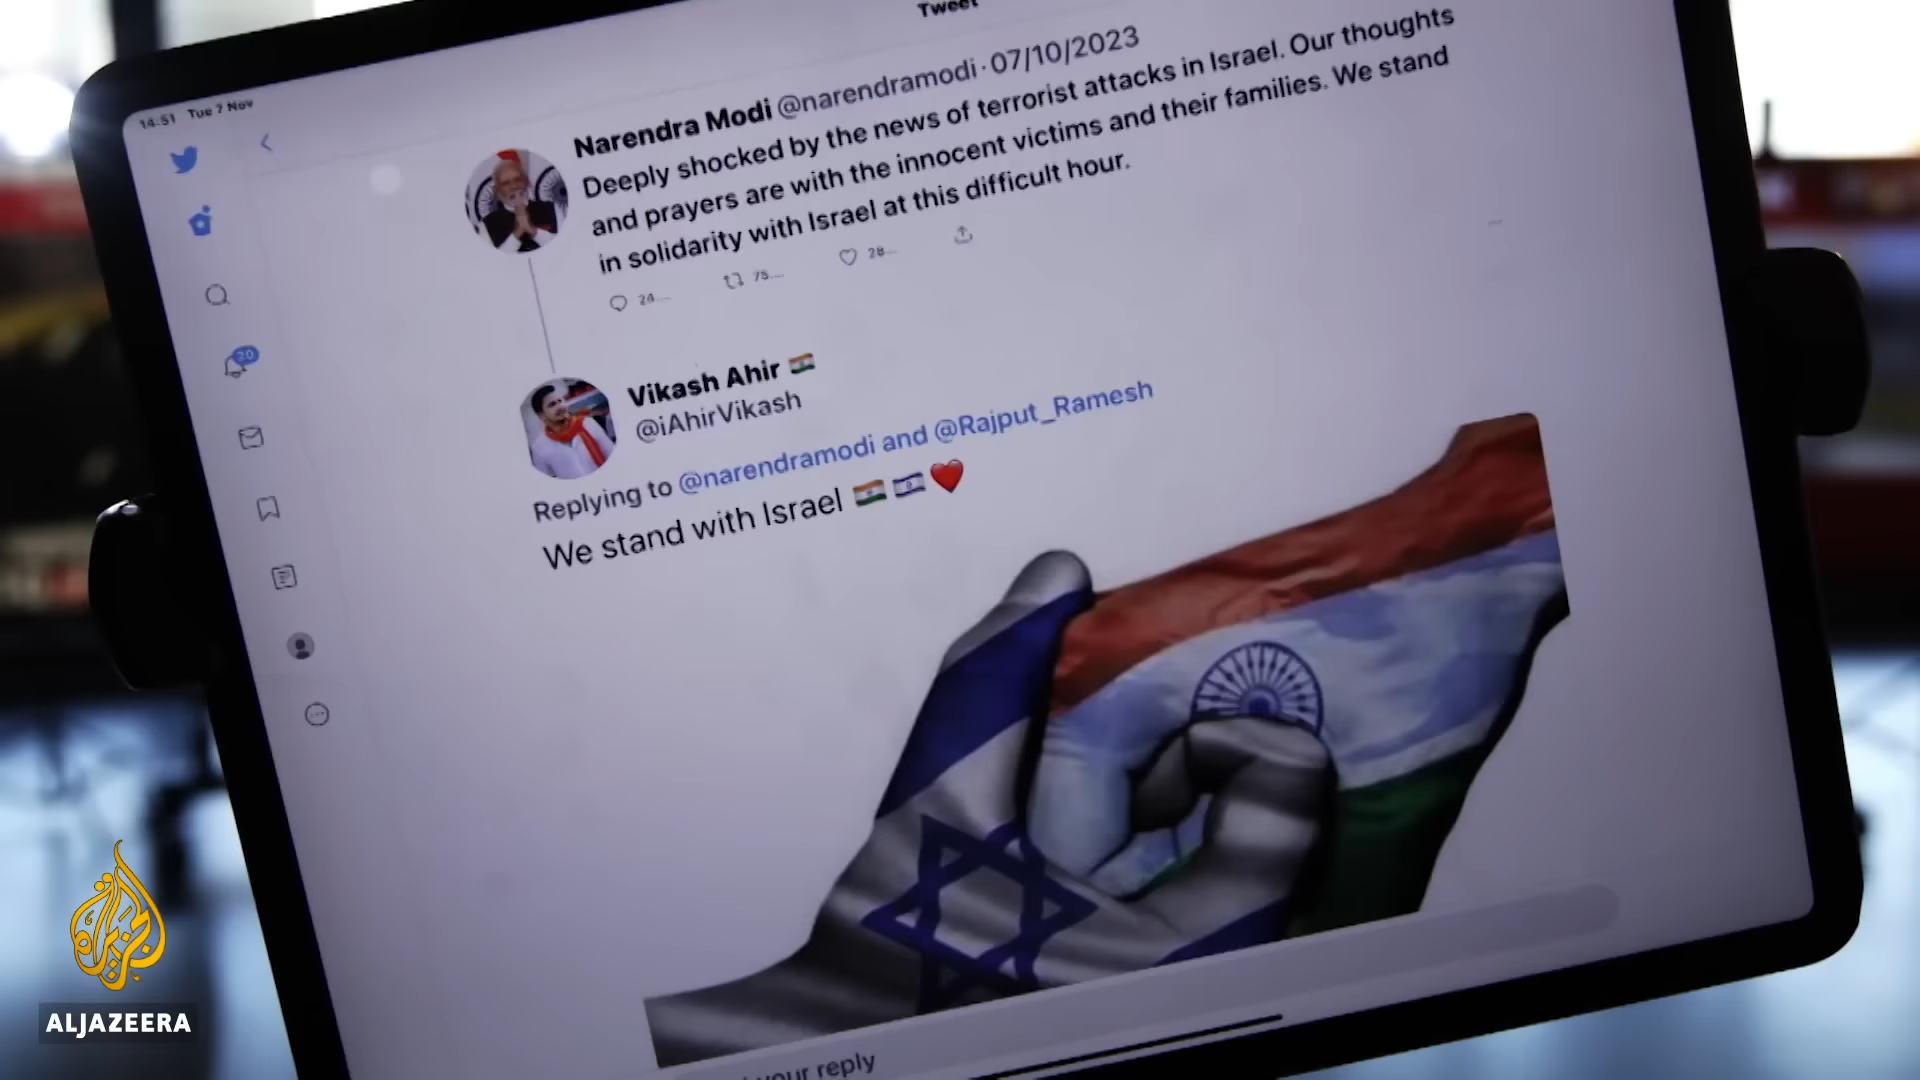 Tweet
14:51 Tue 7 Nov
Narendra Modi @narendramodi · 07/10/2023
Deeply shocked by the news of terrorist attacks in Israel. Our thoughts
and prayers are with the innocent victims and their families. We stand
in solidarity with Israel at this difficult hour.
24... 75.... 28...
20
Vikash Ahir
@iAhirVikash
Replying to @narendramodi and @Rajput_Ramesh
We stand with Israel 🇮🇳 🇮🇱 ❤️
your reply
الجزيرة
ALJAZEERA